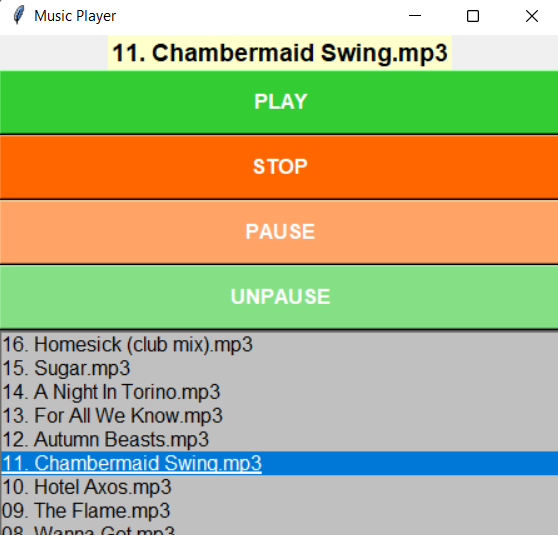 Music Player
11. Chambermaid Swing.mp3
PLAY
STOP
PAUSE
UNPAUSE
16. Homesick (club mix).mp3
15. Sugar.mp3
14. A Night In Torino.mp3
13. For All We Know.mp3
12. Autumn Beasts.mp3
11. Chambermaid Swing.mp3
10. Hotel Axos.mp3
09. The Flame.mp3
08. Wanna Get.mp3